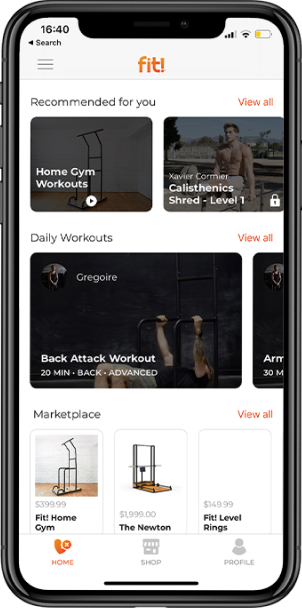 16:40
◀ Search
fit!
Recommended for you
View all
Home Gym
Workouts
Xavier Cormier
Calisthenics
Shred - Level 1
Daily Workouts
View all
Gregoire
Back Attack Workout
20 MIN • BACK • ADVANCED
Arm
30 M
Marketplace
View all
$399.99
Fit! Home
Gym
$1,999.00
The Newton
$149.99
Fit! Level
Rings
HOME
SHOP
PROFILE